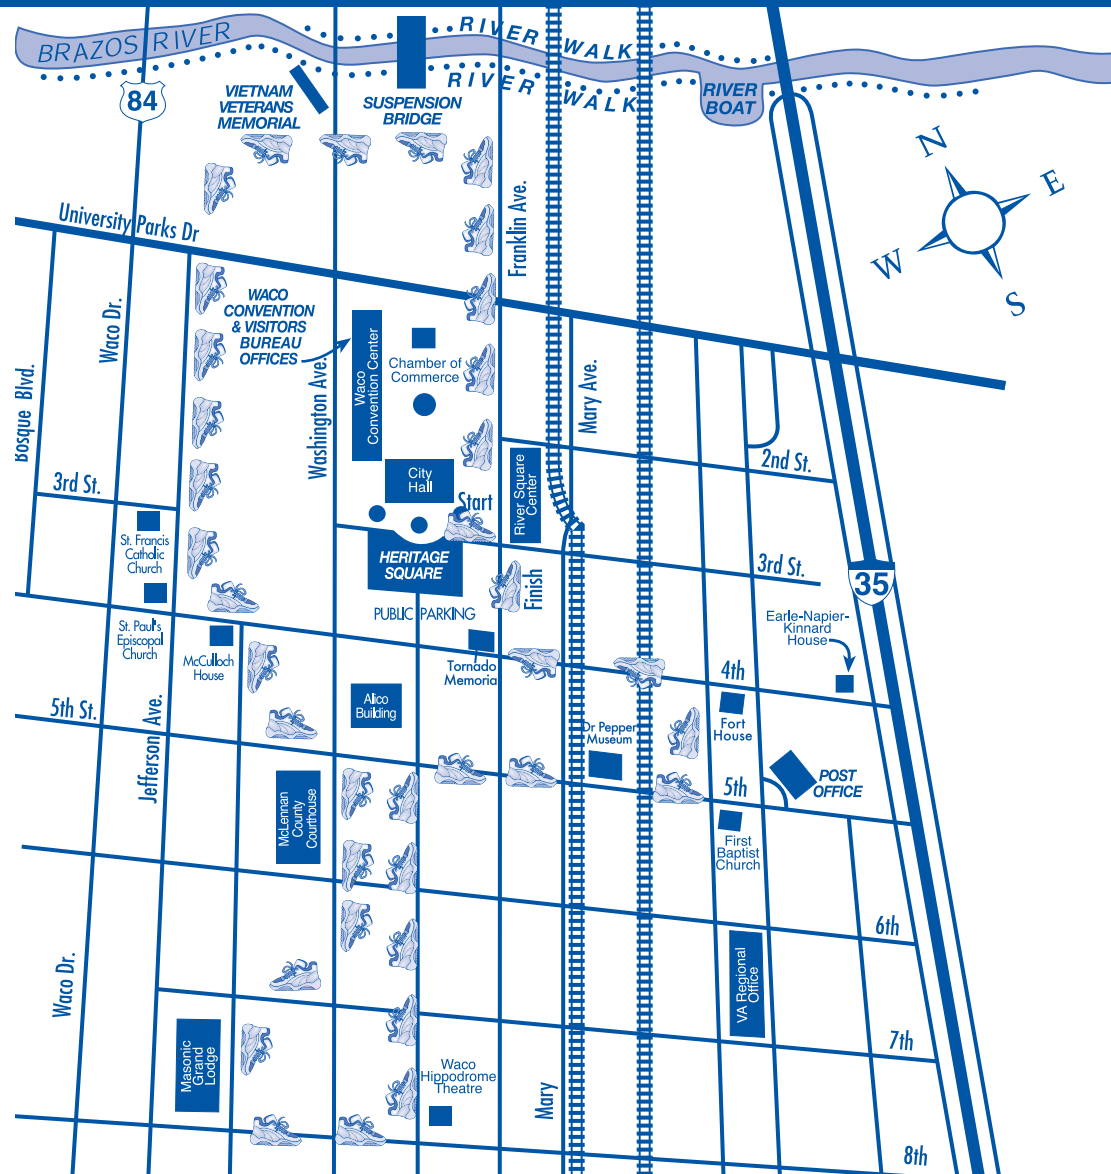 BRAZOS RIVER
RIVER WALK
RIVER WALK
84
VIETNAM
VETERANS
MEMORIAL
SUSPENSION
BRIDGE
RIVER
BOAT
N
E
W
S
University Parks Dr
Franklin Ave.
Waco Dr.
Bosque Blvd.
WACO
CONVENTION
& VISITORS
BUREAU
OFFICES
Washington Ave.
Waco
Convention Center
Chamber of
Commerce
Mary Ave.
2nd St.
3rd St.
City
Hall
Start
River Square
Center
St. Francis
Catholic
Church
HERITAGE
SQUARE
Finish
3rd St.
35
PUBLIC PARKING
Earle-Napier-
Kinnard
House
St. Paul's
Episcopal
Church
McCulloch
House
Tornado
Memoria
4th
5th St.
Jefferson Ave.
Alico
Building
Dr Pepper
Museum
Fort
House
5th
POST
OFFICE
McLennan
County
Courthouse
First
Baptist
Church
6th
Waco Dr.
VA Regional
Office
7th
Masonic
Grand
Lodge
Waco
Hippodrome
Theatre
Mary
8th